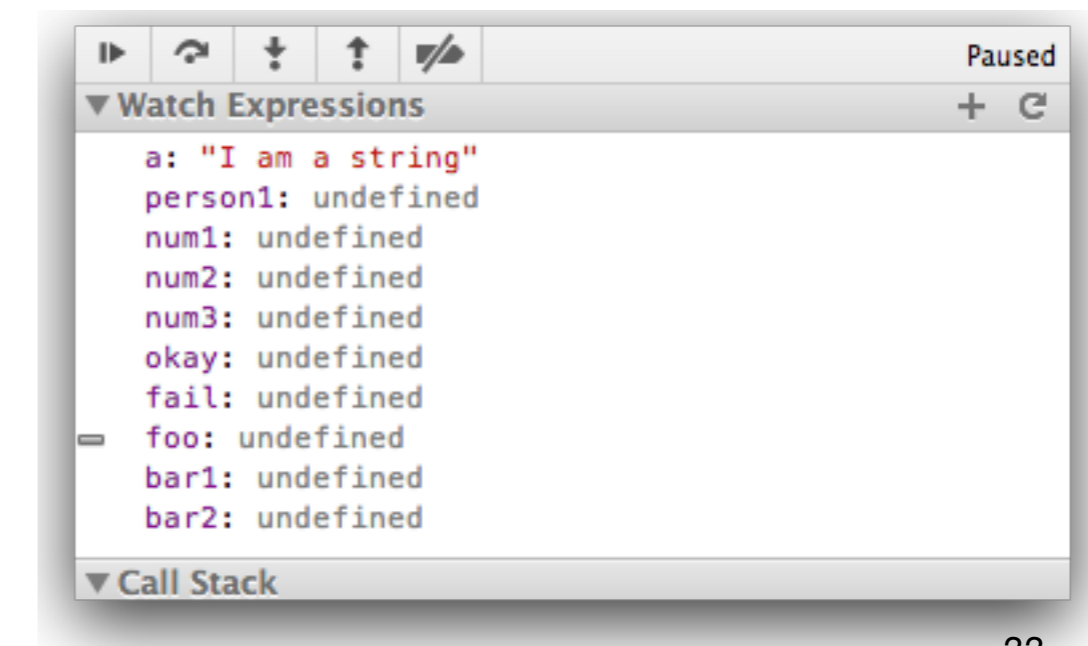 Paused
Watch Expressions
a: "I am a string"
person1: undefined
num1: undefined
num2: undefined
num3: undefined
okay: undefined
fail: undefined
foo: undefined
bar1: undefined
bar2: undefined
Call Stack